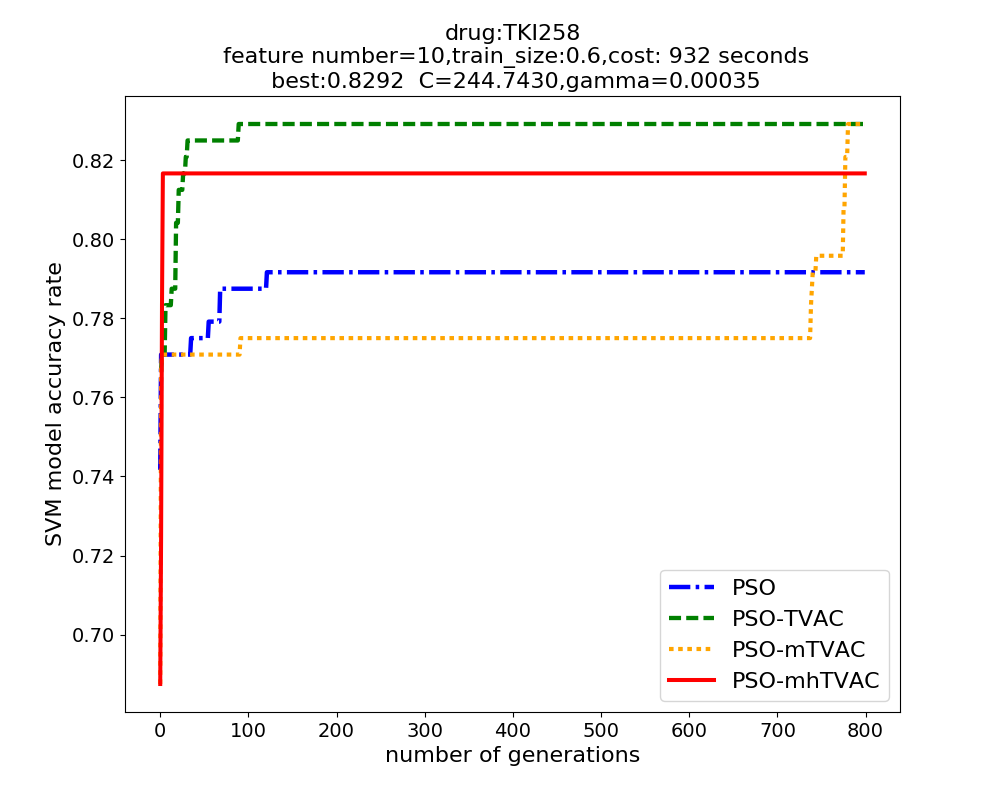 drug:TKI258
feature number=10,train_size:0.6,cost: 932 seconds
best:0.8292  C=244.7430,gamma=0.00035
SVM model accuracy rate
0.82
0.80
0.78
0.76
0.74
0.72
0.70
0 100 200 300 400 500 600 700 800
number of generations
PSO
PSO-TVAC
PSO-mTVAC
PSO-mhTVAC